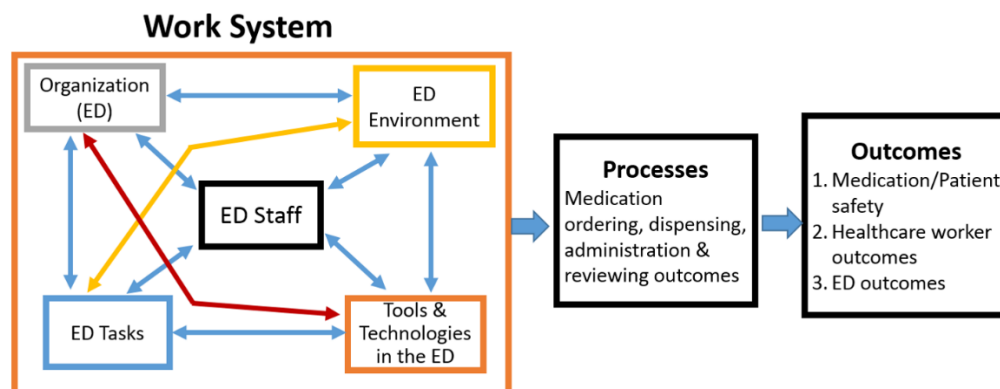 Work System
Organization
(ED)
ED
Environment
ED Staff
ED Tasks
Tools &
Technologies
in the ED
Processes
Medication
ordering, dispensing,
administration &
reviewing outcomes
Outcomes
1. Medication/Patient
safety
2. Healthcare worker
outcomes
3. ED outcomes